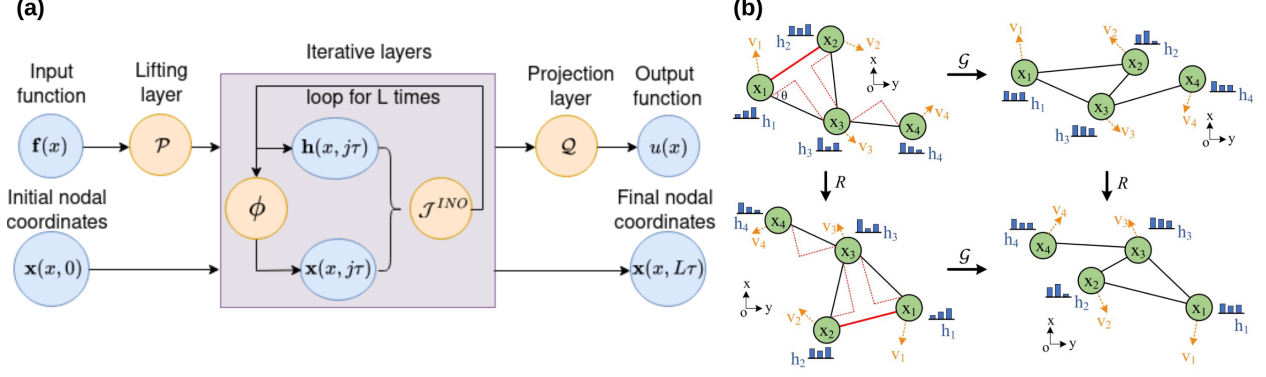 (a)
Iterative layers
Input
function
Lifting
layer
Projection
layer
Output
function
loop for L times
f(x)
𝒫
h(x, jτ)
𝒬
u(x)
Initial nodal
coordinates
ϕ
𝒥^{INO}
Final nodal
coordinates
x(x, 0)
x(x, jτ)
x(x, Lτ)
(b)
v₁
h₂
x₂
v₂
x
o
y
x₁
θ
h₁
x₃
h₃
v₃
x₄
v₄
h₄
𝒢
v₁
v₂
h₂
x₂
x₁
h₁
x₄
h₄
x₃
h₃
v₃
v₄
x
o
y
R
R
x₄
h₄
v₄
v₃
h₃
x₃
x
o
y
v₂
x₂
h₂
x₁
h₁
v₁
𝒢
v₄
h₄
x₄
v₃
h₃
x₃
x₂
h₂
v₂
x₁
h₁
v₁
x
o
y